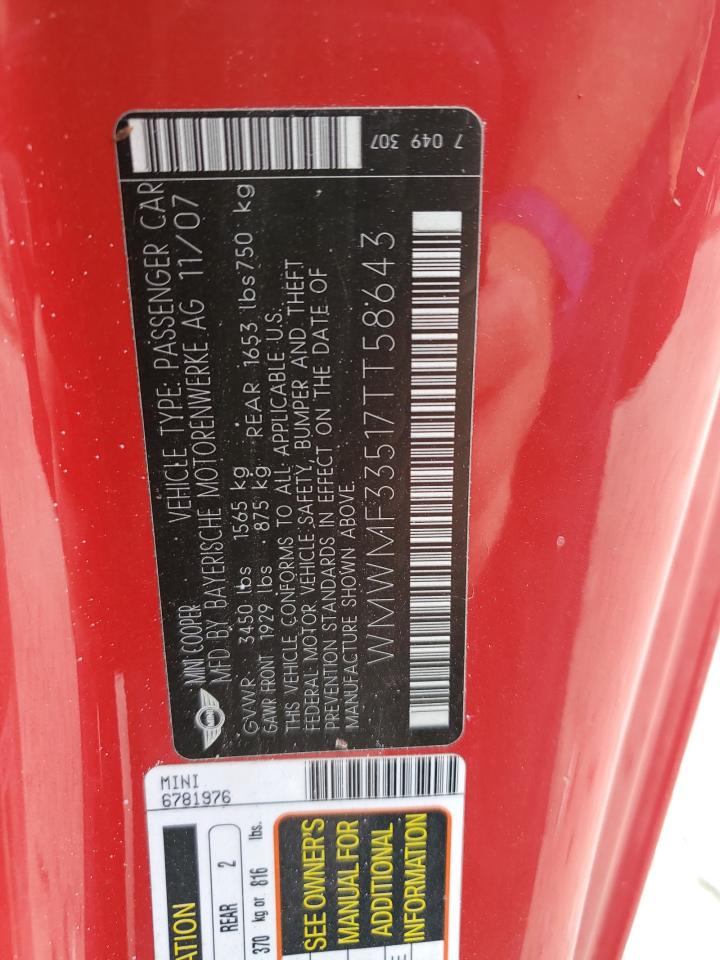 7 049 307
MINI COOPER VEHICLE TYPE: PASSENGER CAR
MFD BY BAYERISCHE MOTORENWERKE AG 11/07
GVWR 3450 lbs 1565 kg
GAWR FRONT 1929 lbs 875 kg REAR 1653 lbs 750 kg
THIS VEHICLE CONFORMS TO ALL APPLICABLE U.S.
FEDERAL MOTOR VEHICLE SAFETY, BUMPER AND THEFT
PREVENTION STANDARDS IN EFFECT ON THE DATE OF
MANUFACTURE SHOWN ABOVE.
WMWMF33517TT58643
MINI
6781976
REAR 2
370 kg or 816 lbs.
SEE OWNER'S
MANUAL FOR
ADDITIONAL
INFORMATION